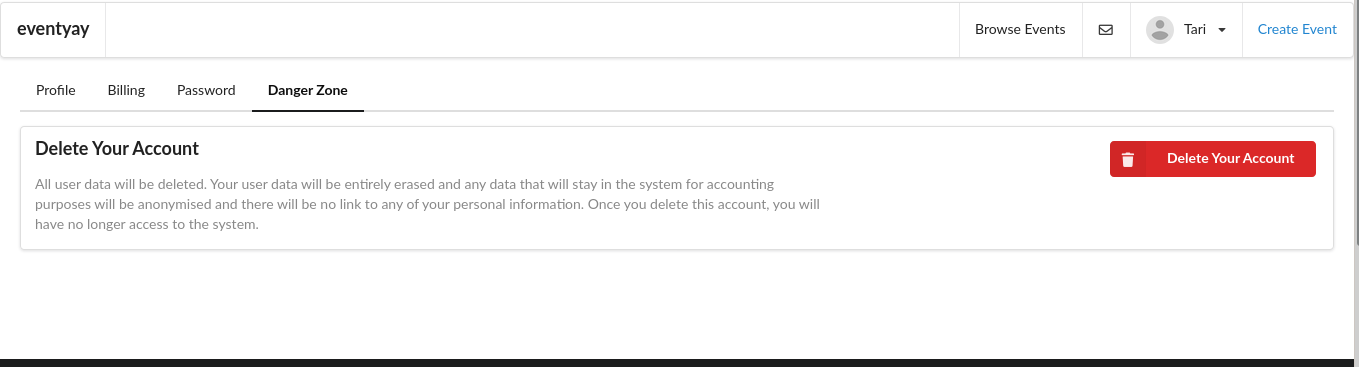 eventyay
Browse Events
Tari
Create Event
Profile
Billing
Password
Danger Zone
Delete Your Account
Delete Your Account
All user data will be deleted. Your user data will be entirely erased and any data that will stay in the system for accounting
purposes will be anonymised and there will be no link to any of your personal information. Once you delete this account, you will
have no longer access to the system.